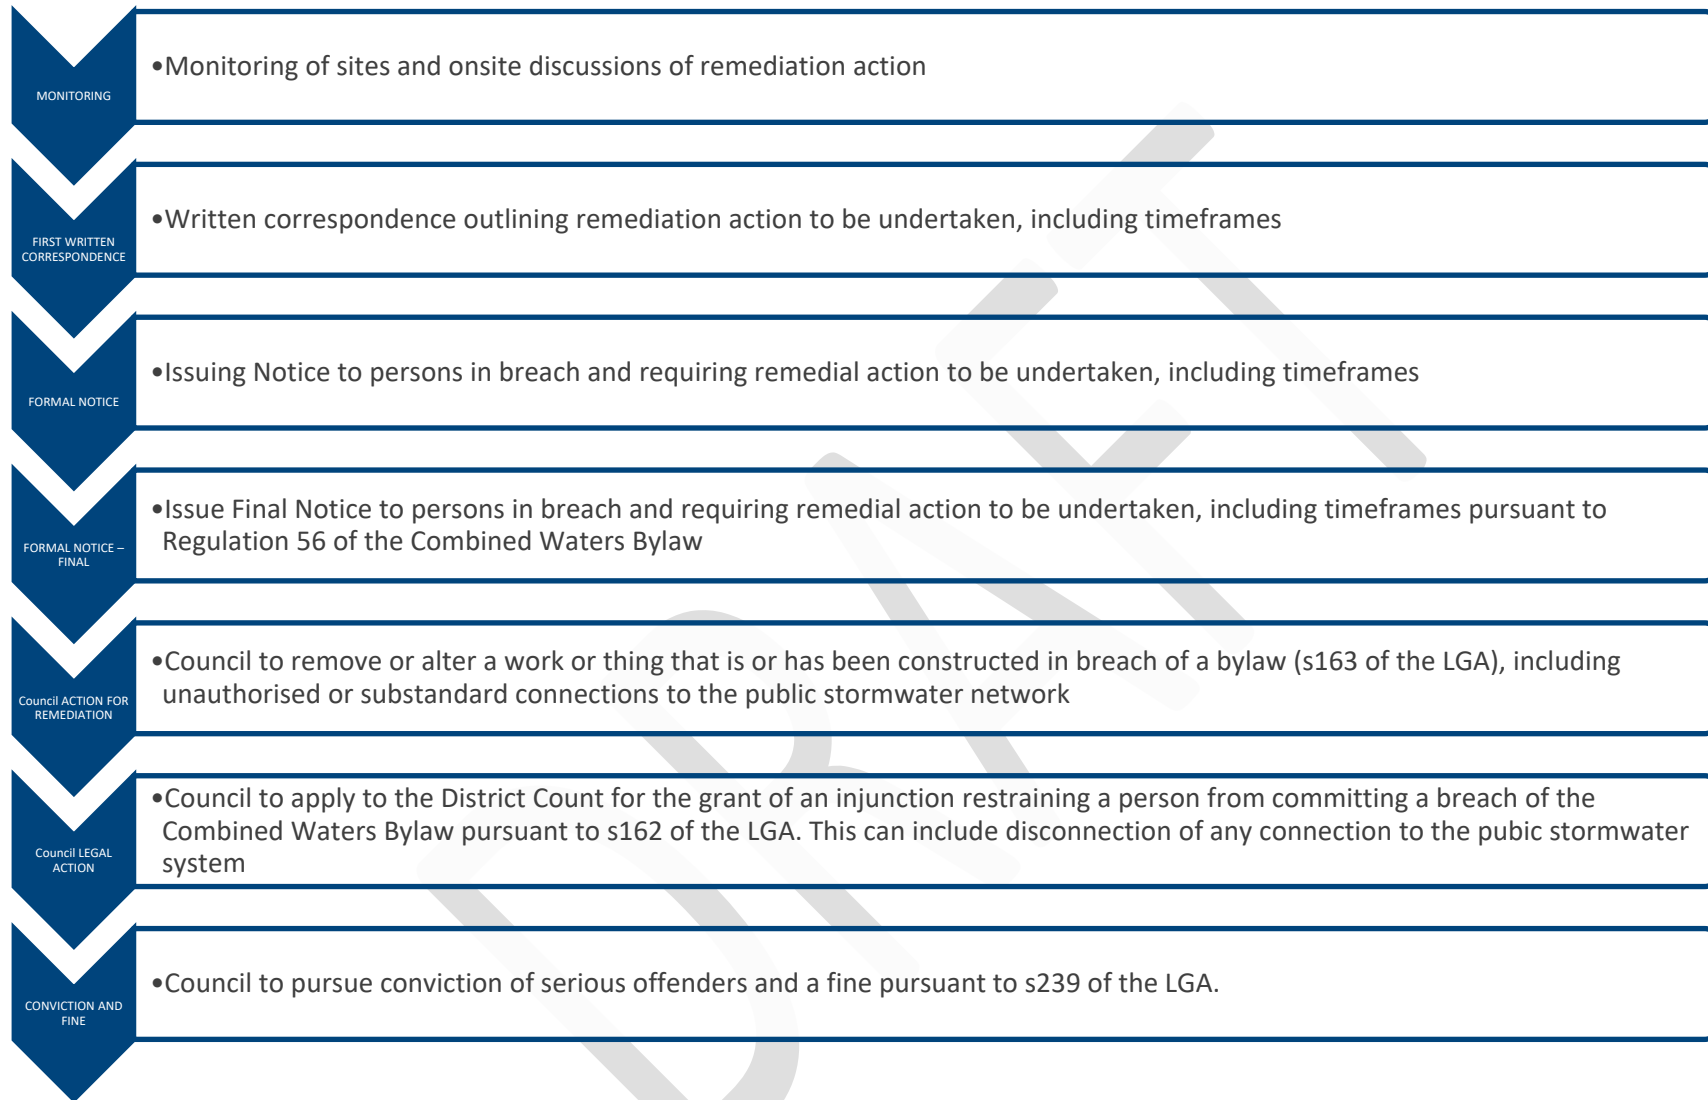 MONITORING
•Monitoring of sites and onsite discussions of remediation action
FIRST WRITTEN
CORRESPONDENCE
•Written correspondence outlining remediation action to be undertaken, including timeframes
FORMAL NOTICE
•Issuing Notice to persons in breach and requiring remedial action to be undertaken, including timeframes
FORMAL NOTICE –
FINAL
•Issue Final Notice to persons in breach and requiring remedial action to be undertaken, including timeframes pursuant to
Regulation 56 of the Combined Waters Bylaw
Council ACTION FOR
REMEDIATION
•Council to remove or alter a work or thing that is or has been constructed in breach of a bylaw (s163 of the LGA), including
unauthorised or substandard connections to the public stormwater network
Council LEGAL
ACTION
•Council to apply to the District Count for the grant of an injunction restraining a person from committing a breach of the
Combined Waters Bylaw pursuant to s162 of the LGA. This can include disconnection of any connection to the pubic stormwater
system
CONVICTION AND
FINE
•Council to pursue conviction of serious offenders and a fine pursuant to s239 of the LGA.
DRAFT